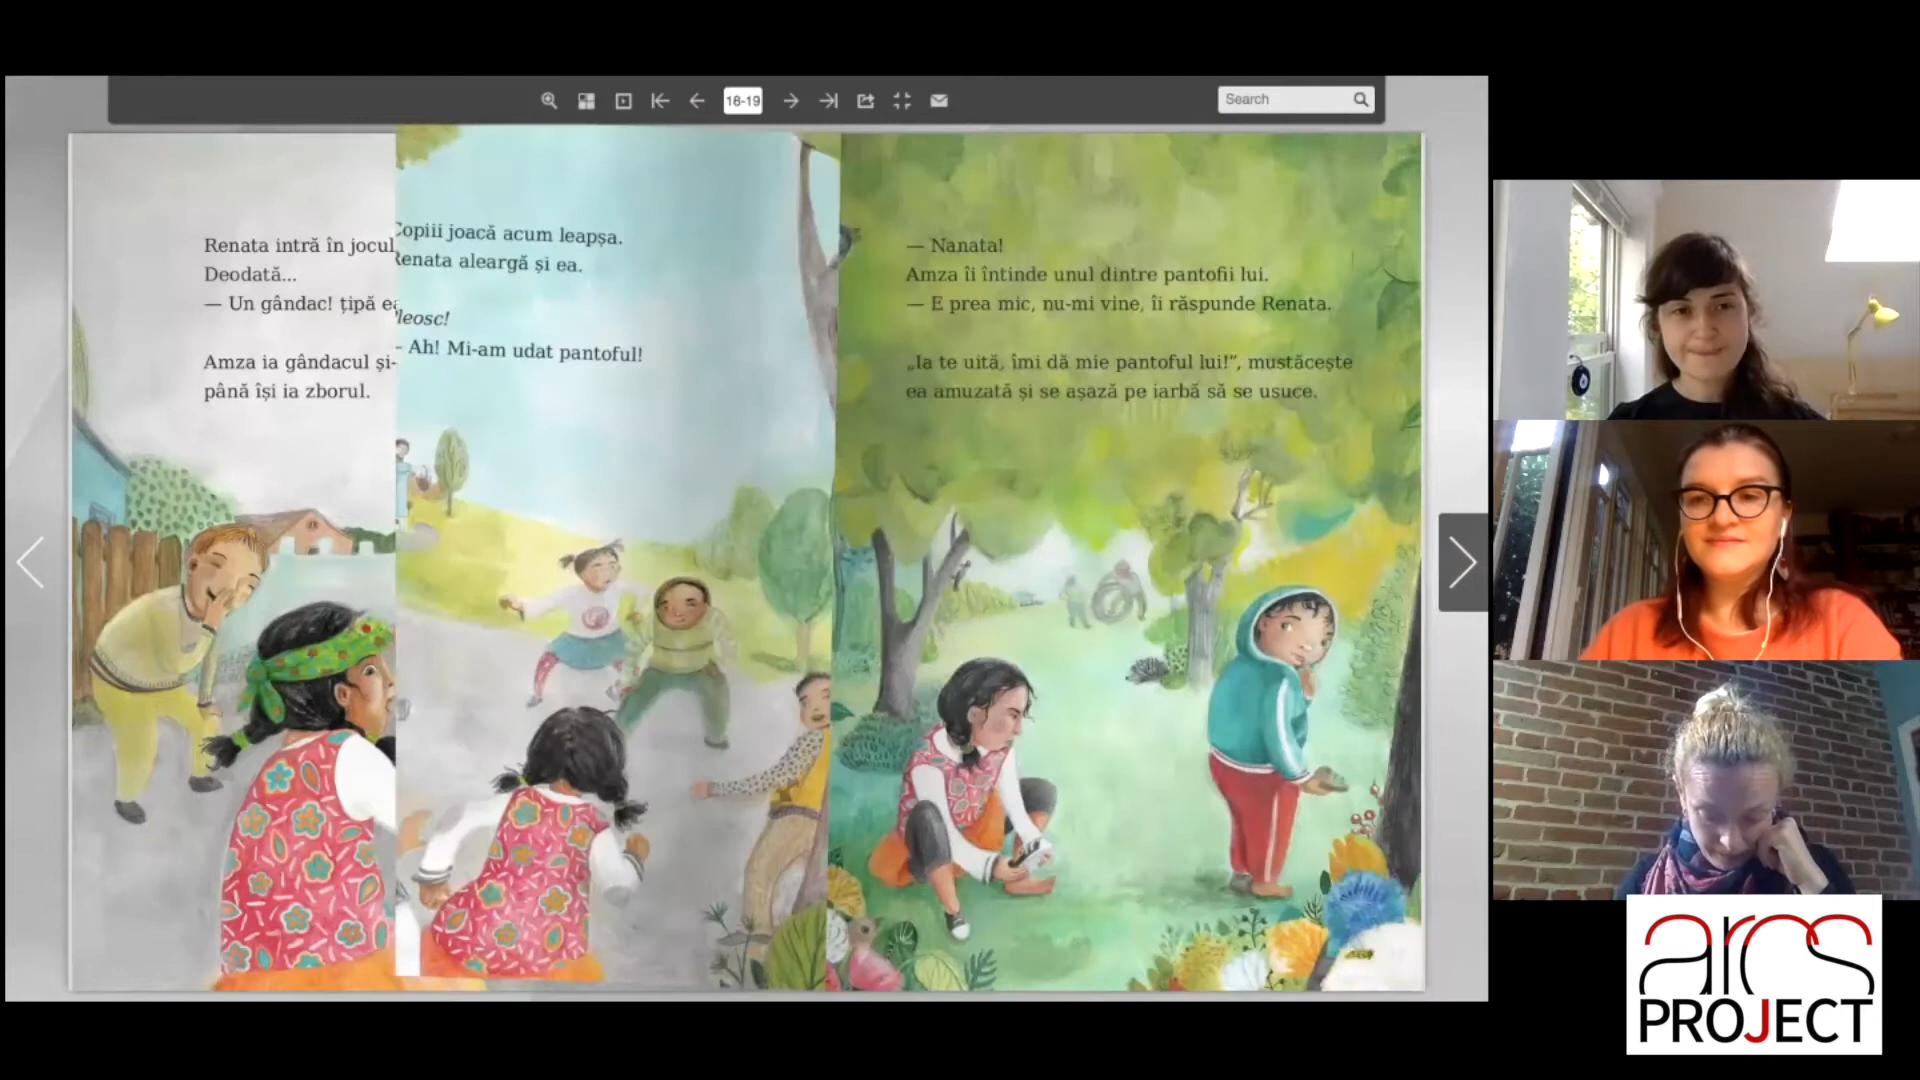 16-19
Search
Renata intră în jocul
Deodată...
— Un gândac! țipă ea
Amza ia gândacul și-
până își ia zborul.
Copiii joacă acum leapșa.
Renata aleargă și ea.
leosc!
— Ah! Mi-am udat pantoful!
— Nanata!
Amza îi întinde unul dintre pantofii lui.
— E prea mic, nu-mi vine, îi răspunde Renata.
„Ia te uită, îmi dă mie pantoful lui!”, mustăcește
ea amuzată și se așază pe iarbă să se usuce.
arcs
PROJECT